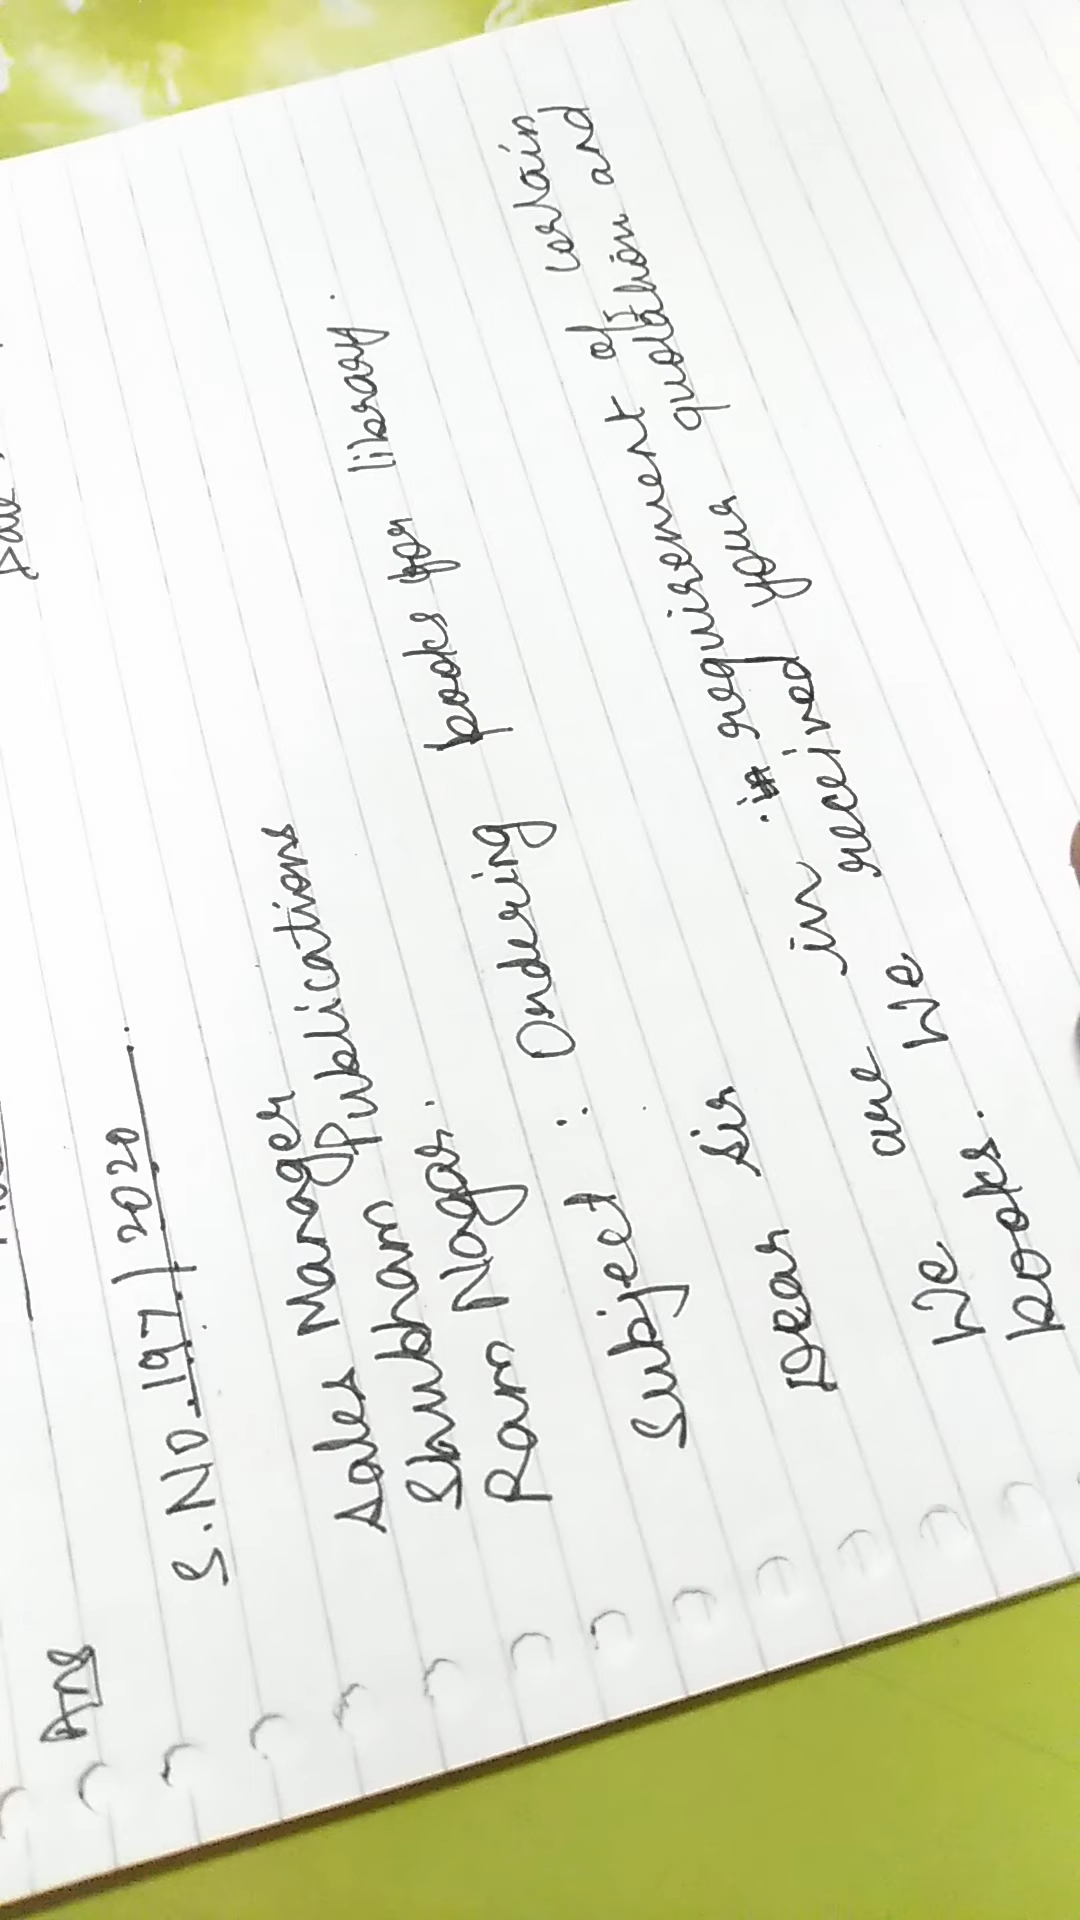 Ans
S.No. 197/2020.
Sales Manager
Shubham Publications
Ram Nagar.
Subject : Ordering books for library.
Dear Sir
We are in requirement of certain
books. We received your quotation and